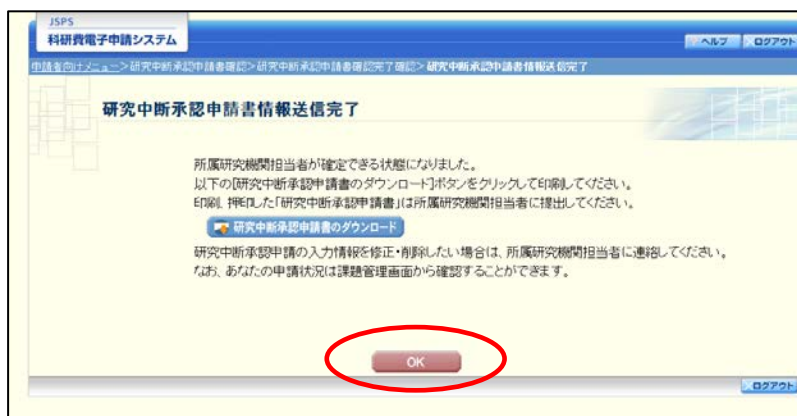 JSPS
科研費電子申請システム
ヘルプ
ログアウト
申請者向けメニュー>研究中断承認申請書確認>研究中断承認申請書確認完了確認>研究中断承認申請書情報送信完了
研究中断承認申請書情報送信完了
所属研究機関担当者が確定できる状態になりました。
以下の[研究中断承認申請書のダウンロード]ボタンをクリックして印刷してください。
印刷、押印した「研究中断承認申請書」は所属研究機関担当者に提出してください。
研究中断承認申請書のダウンロード
研究中断承認申請の入力情報を修正・削除したい場合は、所属研究機関担当者に連絡してください。
なお、あなたの申請状況は課題管理画面から確認することができます。
OK
ログアウト